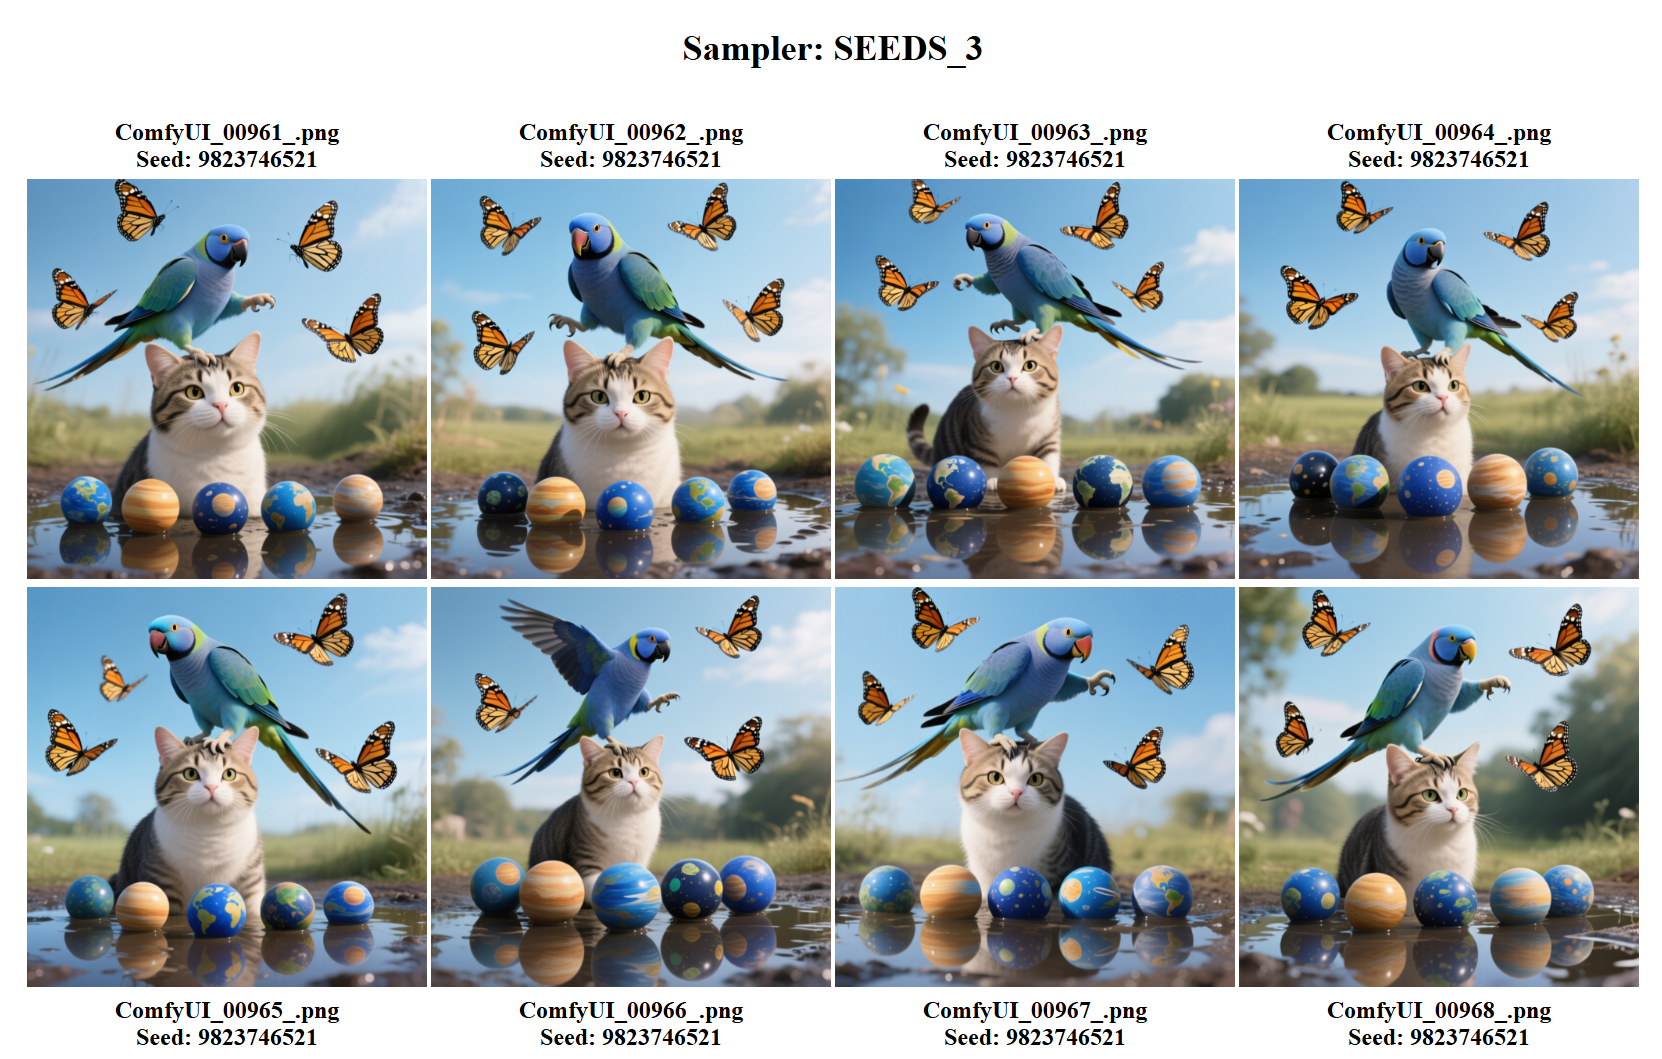 Sampler: SEEDS_3
ComfyUI_00961_.png
Seed: 9823746521
ComfyUI_00962_.png
Seed: 9823746521
ComfyUI_00963_.png
Seed: 9823746521
ComfyUI_00964_.png
Seed: 9823746521
ComfyUI_00965_.png
Seed: 9823746521
ComfyUI_00966_.png
Seed: 9823746521
ComfyUI_00967_.png
Seed: 9823746521
ComfyUI_00968_.png
Seed: 9823746521